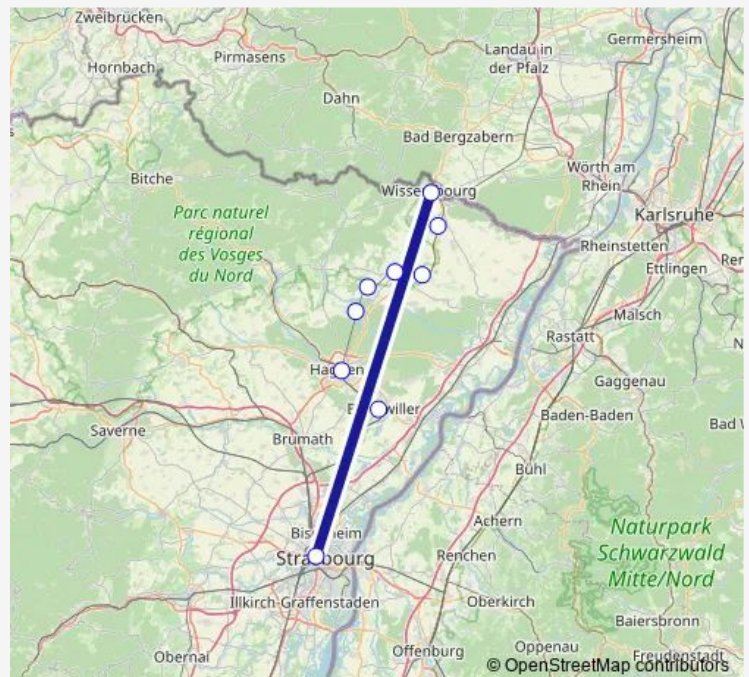 Zweibrücken
Germersheim
Landau in
der Pfalz
Pirmasens
Hornbach
Dahn
Bad Bergzabern
Wörth am
Rhein
Bitche
Wissembourg
Parc naturel
régional
des Vosges
du Nord
Karlsruhe
Rheinstetten
Ettlingen
Malsch
Rastatt
Gaggenau
Baden-Baden
Saverne
Brumath
Bühl
Achern
Strasbourg
Renchen
Naturpark
Schwarzwald
Mitte/Nord
Illkirch-Graffenstaden
Oberkirch
Baiersbronn
Obernai
Offenburg
Oppenau
Freudenstadt
© OpenStreetMap contributors